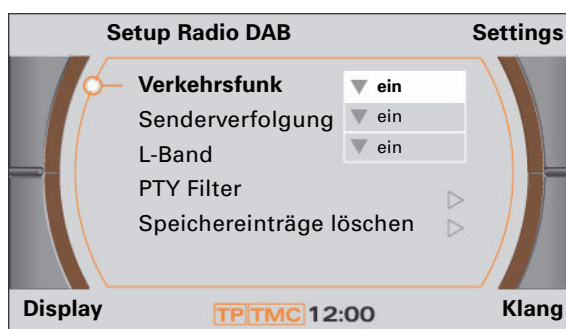 Setup Radio DAB Settings
Verkehrsfunk ein
Senderverfolgung ein
L-Band ein
PTY Filter
Speichereinträge löschen
Display TP TMC 12:00 Klang